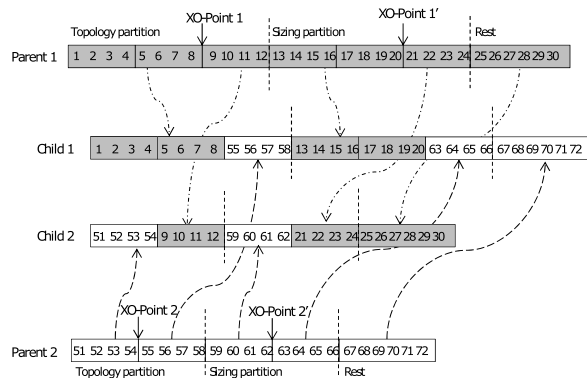 XO-Point 1 XO-Point 1'
Topology partition Sizing partition Rest
Parent 1 1 2 3 4 5 6 7 8 9 10 11 12 13 14 15 16 17 18 19 20 21 22 23 24 25 26 27 28 29 30
Child 1 1 2 3 4 5 6 7 8 55 56 57 58 13 14 15 16 17 18 19 20 63 64 65 66 67 68 69 70 71 72
Child 2 51 52 53 54 9 10 11 12 59 60 61 62 21 22 23 24 25 26 27 28 29 30
XO-Point 2 XO-Point 2'
Parent 2 51 52 53 54 55 56 57 58 59 60 61 62 63 64 65 66 67 68 69 70 71 72
Topology partition Sizing partition Rest